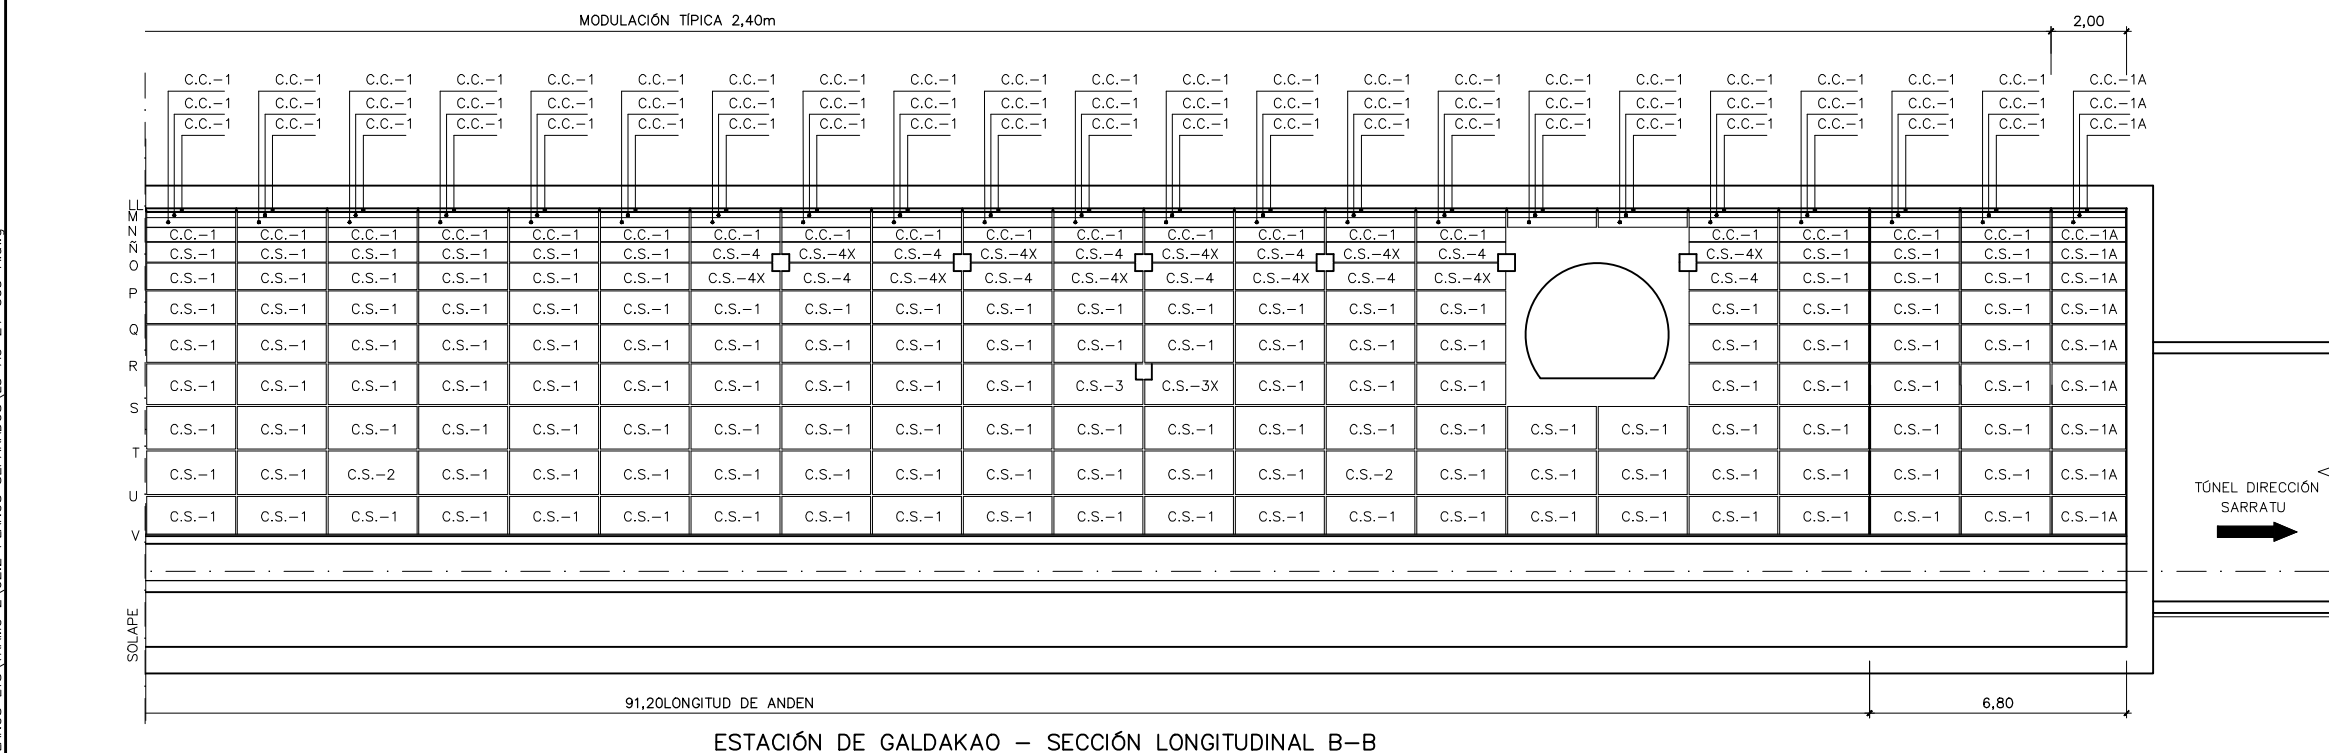 MODULACIÓN TÍPICA 2,40m 2,00
C.C.-1 C.C.-1 C.C.-1 C.C.-1 C.C.-1 C.C.-1 C.C.-1 C.C.-1 C.C.-1 C.C.-1 C.C.-1 C.C.-1 C.C.-1 C.C.-1 C.C.-1 C.C.-1 C.C.-1 C.C.-1 C.C.-1 C.C.-1 C.C.-1 C.C.-1A
C.C.-1 C.C.-1 C.C.-1 C.C.-1 C.C.-1 C.C.-1 C.C.-1 C.C.-1 C.C.-1 C.C.-1 C.C.-1 C.C.-1 C.C.-1 C.C.-1 C.C.-1 C.C.-1 C.C.-1 C.C.-1 C.C.-1 C.C.-1 C.C.-1 C.C.-1A
C.C.-1 C.C.-1 C.C.-1 C.C.-1 C.C.-1 C.C.-1 C.C.-1 C.C.-1 C.C.-1 C.C.-1 C.C.-1 C.C.-1 C.C.-1 C.C.-1 C.C.-1 C.C.-1 C.C.-1 C.C.-1 C.C.-1 C.C.-1 C.C.-1 C.C.-1A
LL
M
N
C.C.-1 C.C.-1 C.C.-1 C.C.-1 C.C.-1 C.C.-1 C.C.-1 C.C.-1 C.C.-1 C.C.-1 C.C.-1 C.C.-1 C.C.-1 C.C.-1 C.C.-1 C.C.-1 C.C.-1 C.C.-1 C.C.-1 C.C.-1A
Ñ
C.S.-1 C.S.-1 C.S.-1 C.S.-1 C.S.-1 C.S.-1 C.S.-4 C.S.-4X C.S.-4 C.S.-4X C.S.-4 C.S.-4X C.S.-4 C.S.-4X C.S.-4 C.S.-4X C.S.-1 C.S.-1 C.S.-1 C.S.-1A
O
C.S.-1 C.S.-1 C.S.-1 C.S.-1 C.S.-1 C.S.-1 C.S.-4X C.S.-4 C.S.-4X C.S.-4 C.S.-4X C.S.-4 C.S.-4X C.S.-4 C.S.-4X C.S.-4 C.S.-1 C.S.-1 C.S.-1 C.S.-1A
P
C.S.-1 C.S.-1 C.S.-1 C.S.-1 C.S.-1 C.S.-1 C.S.-1 C.S.-1 C.S.-1 C.S.-1 C.S.-1 C.S.-1 C.S.-1 C.S.-1 C.S.-1 C.S.-1 C.S.-1 C.S.-1 C.S.-1 C.S.-1A
Q
C.S.-1 C.S.-1 C.S.-1 C.S.-1 C.S.-1 C.S.-1 C.S.-1 C.S.-1 C.S.-1 C.S.-1 C.S.-1 C.S.-1 C.S.-1 C.S.-1 C.S.-1 C.S.-1 C.S.-1 C.S.-1 C.S.-1 C.S.-1A
R
C.S.-1 C.S.-1 C.S.-1 C.S.-1 C.S.-1 C.S.-1 C.S.-1 C.S.-1 C.S.-1 C.S.-1 C.S.-3 C.S.-3X C.S.-1 C.S.-1 C.S.-1 C.S.-1 C.S.-1 C.S.-1 C.S.-1 C.S.-1A
S
C.S.-1 C.S.-1 C.S.-1 C.S.-1 C.S.-1 C.S.-1 C.S.-1 C.S.-1 C.S.-1 C.S.-1 C.S.-1 C.S.-1 C.S.-1 C.S.-1 C.S.-1 C.S.-1 C.S.-1 C.S.-1 C.S.-1 C.S.-1 C.S.-1 C.S.-1A
T
C.S.-1 C.S.-1 C.S.-2 C.S.-1 C.S.-1 C.S.-1 C.S.-1 C.S.-1 C.S.-1 C.S.-1 C.S.-1 C.S.-1 C.S.-1 C.S.-2 C.S.-1 C.S.-1 C.S.-1 C.S.-1 C.S.-1 C.S.-1 C.S.-1 C.S.-1A
U
C.S.-1 C.S.-1 C.S.-1 C.S.-1 C.S.-1 C.S.-1 C.S.-1 C.S.-1 C.S.-1 C.S.-1 C.S.-1 C.S.-1 C.S.-1 C.S.-1 C.S.-1 C.S.-1 C.S.-1 C.S.-1 C.S.-1 C.S.-1 C.S.-1 C.S.-1A
V
TÚNEL DIRECCIÓN
SARRATU
SOLAPE
91,20LONGITUD DE ANDEN 6,80
ESTACIÓN DE GALDAKAO – SECCIÓN LONGITUDINAL B–B